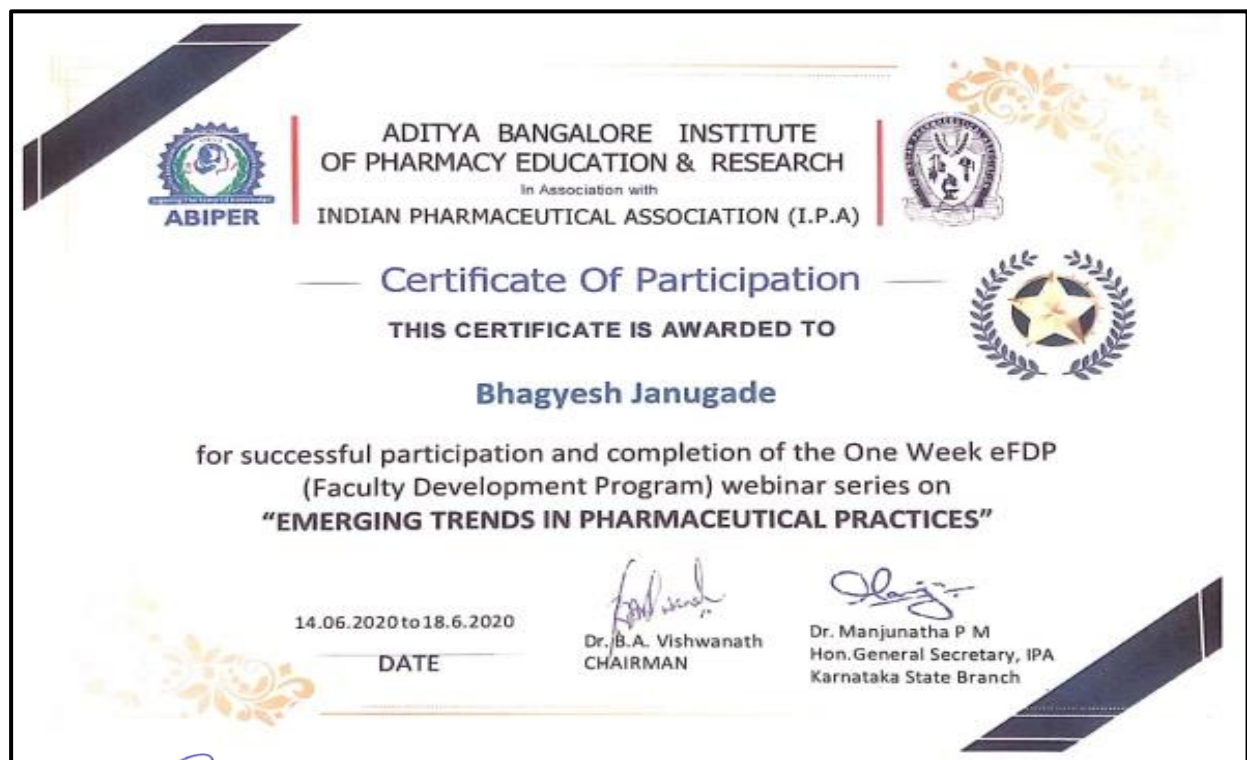 ADITYA BANGALORE INSTITUTE
OF PHARMACY EDUCATION & RESEARCH
In Association with
INDIAN PHARMACEUTICAL ASSOCIATION (I.P.A)
ABIPER
Certificate Of Participation
THIS CERTIFICATE IS AWARDED TO
Bhagyesh Janugade
for successful participation and completion of the One Week eFDP
(Faculty Development Program) webinar series on
“EMERGING TRENDS IN PHARMACEUTICAL PRACTICES”
14.06.2020 to 18.6.2020
DATE
Dr. B.A. Vishwanath
CHAIRMAN
Dr. Manjunatha P M
Hon.General Secretary, IPA
Karnataka State Branch